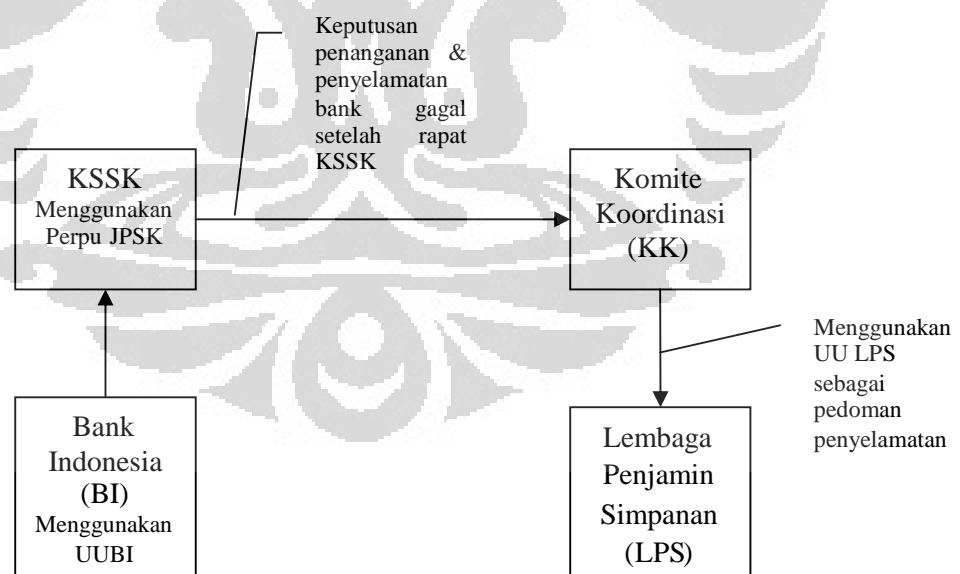 Keputusan
penanganan &
penyelamatan
bank gagal
setelah rapat
KSSK
KSSK
Menggunakan
Perpu JPSK
Komite
Koordinasi
(KK)
Bank
Indonesia
(BI)
Menggunakan
UUBI
Lembaga
Penjamin
Simpanan
(LPS)
Menggunakan
UU LPS
sebagai
pedoman
penyelamatan